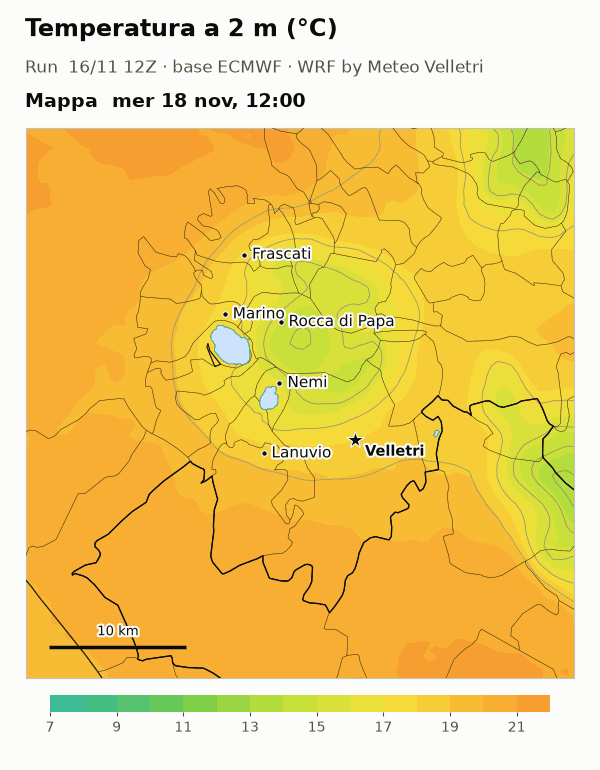 Temperatura a 2 m (°C)
Run  16/11 12Z · base ECMWF · WRF by Meteo Velletri
Mappa  mer 18 nov, 12:00
Frascati
Marino
Rocca di Papa
Nemi
Velletri
Lanuvio
10 km
7 9 11 13 15 17 19 21